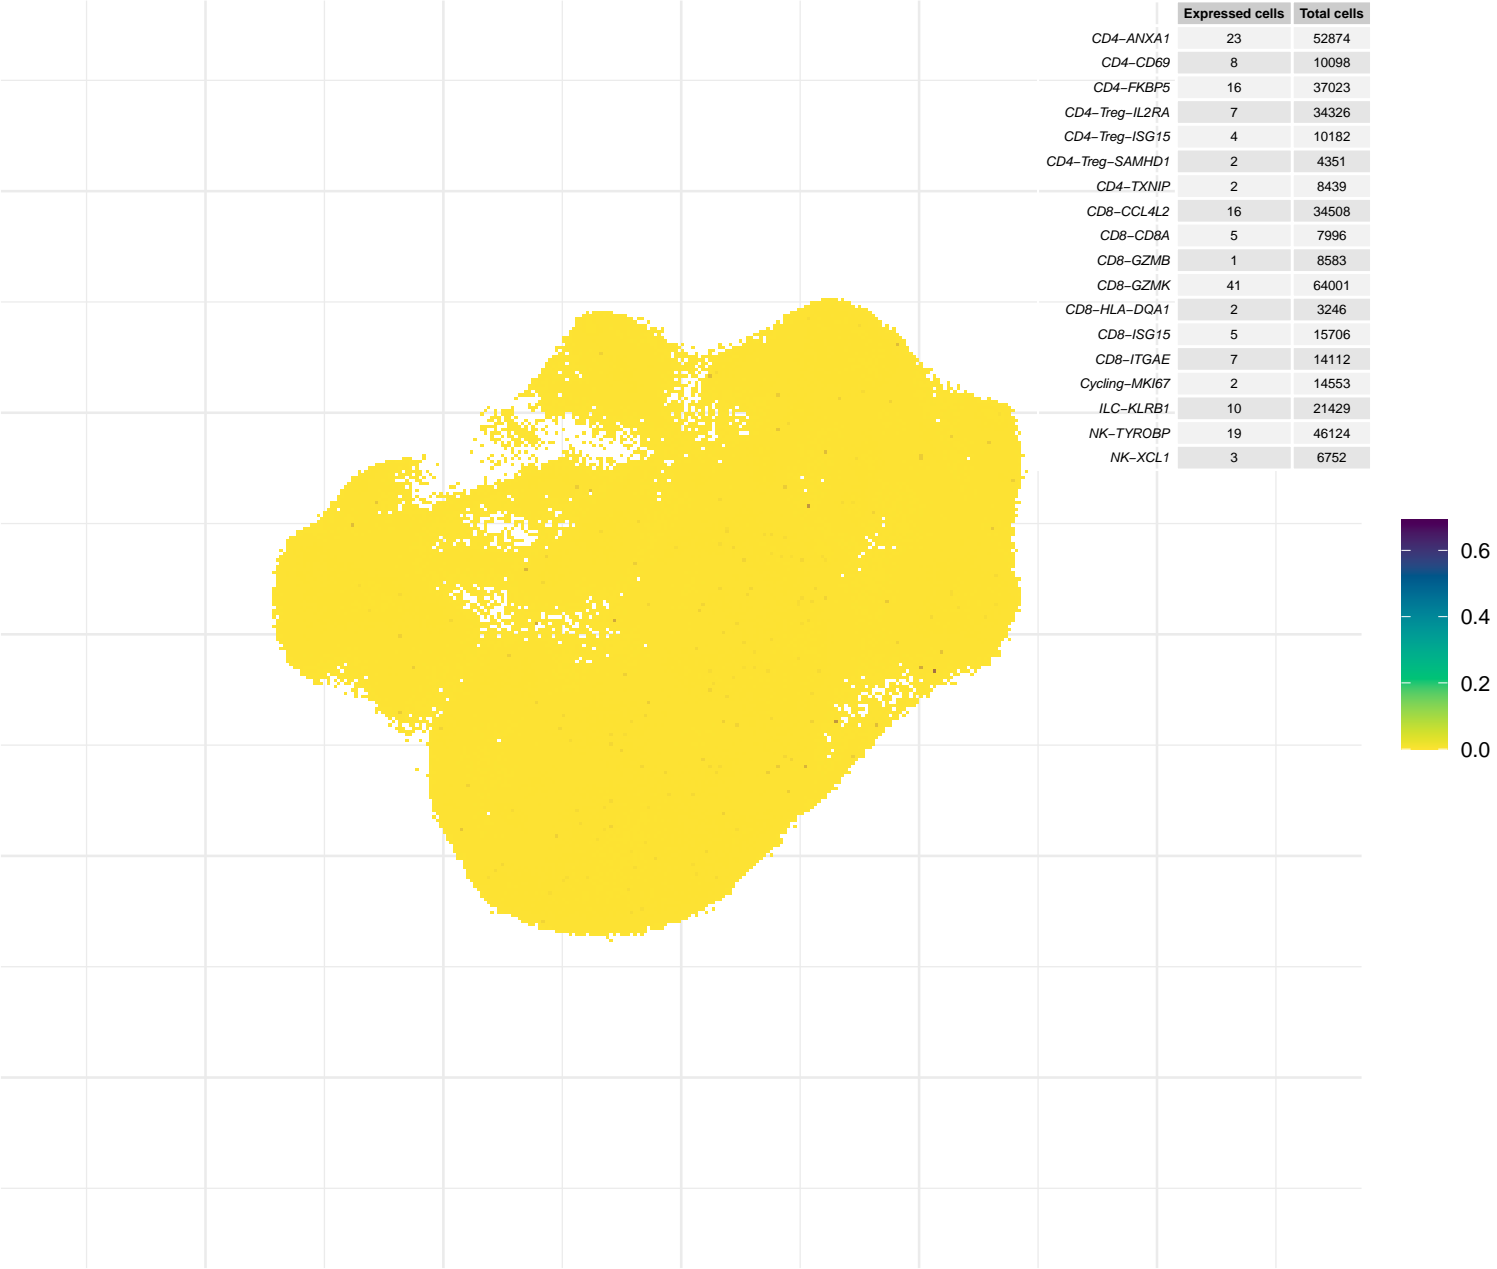 Expressed cells Total cells
CD4−ANXA1 23 52874
CD4−CD69 8 10098
CD4−FKBP5 16 37023
CD4−Treg−IL2RA 7 34326
CD4−Treg−ISG15 4 10182
CD4−Treg−SAMHD1 2 4351
CD4−TXNIP 2 8439
CD8−CCL4L2 16 34508
CD8−CD8A 5 7996
CD8−GZMB 1 8583
CD8−GZMK 41 64001
CD8−HLA−DQA1 2 3246
CD8−ISG15 5 15706
CD8−ITGAE 7 14112
Cycling−MKI67 2 14553
ILC−KLRB1 10 21429
NK−TYROBP 19 46124
NK−XCL1 3 6752
0.6
0.4
0.2
0.0